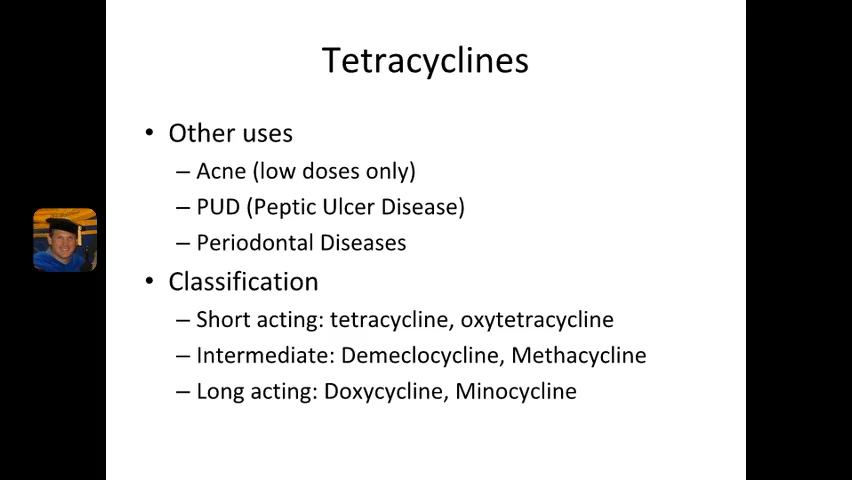 Tetracyclines
• Other uses
– Acne (low doses only)
– PUD (Peptic Ulcer Disease)
– Periodontal Diseases
• Classification
– Short acting: tetracycline, oxytetracycline
– Intermediate: Demeclocycline, Methacycline
– Long acting: Doxycycline, Minocycline